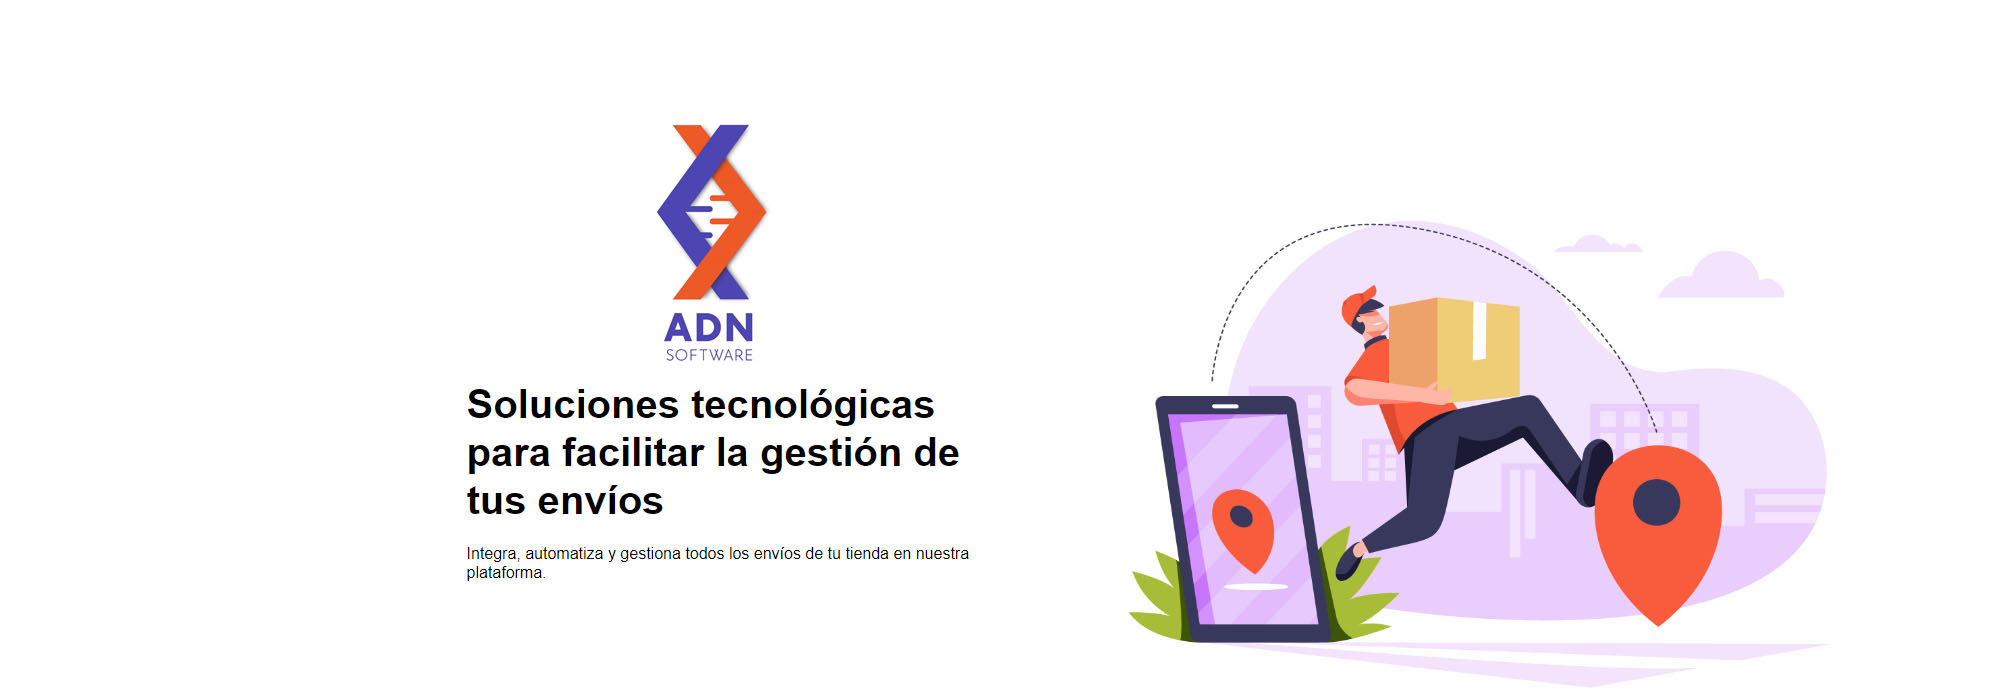 ADN
SOFTWARE
Soluciones tecnológicas
para facilitar la gestión de
tus envíos
Integra, automatiza y gestiona todos los envíos de tu tienda en nuestra
plataforma.